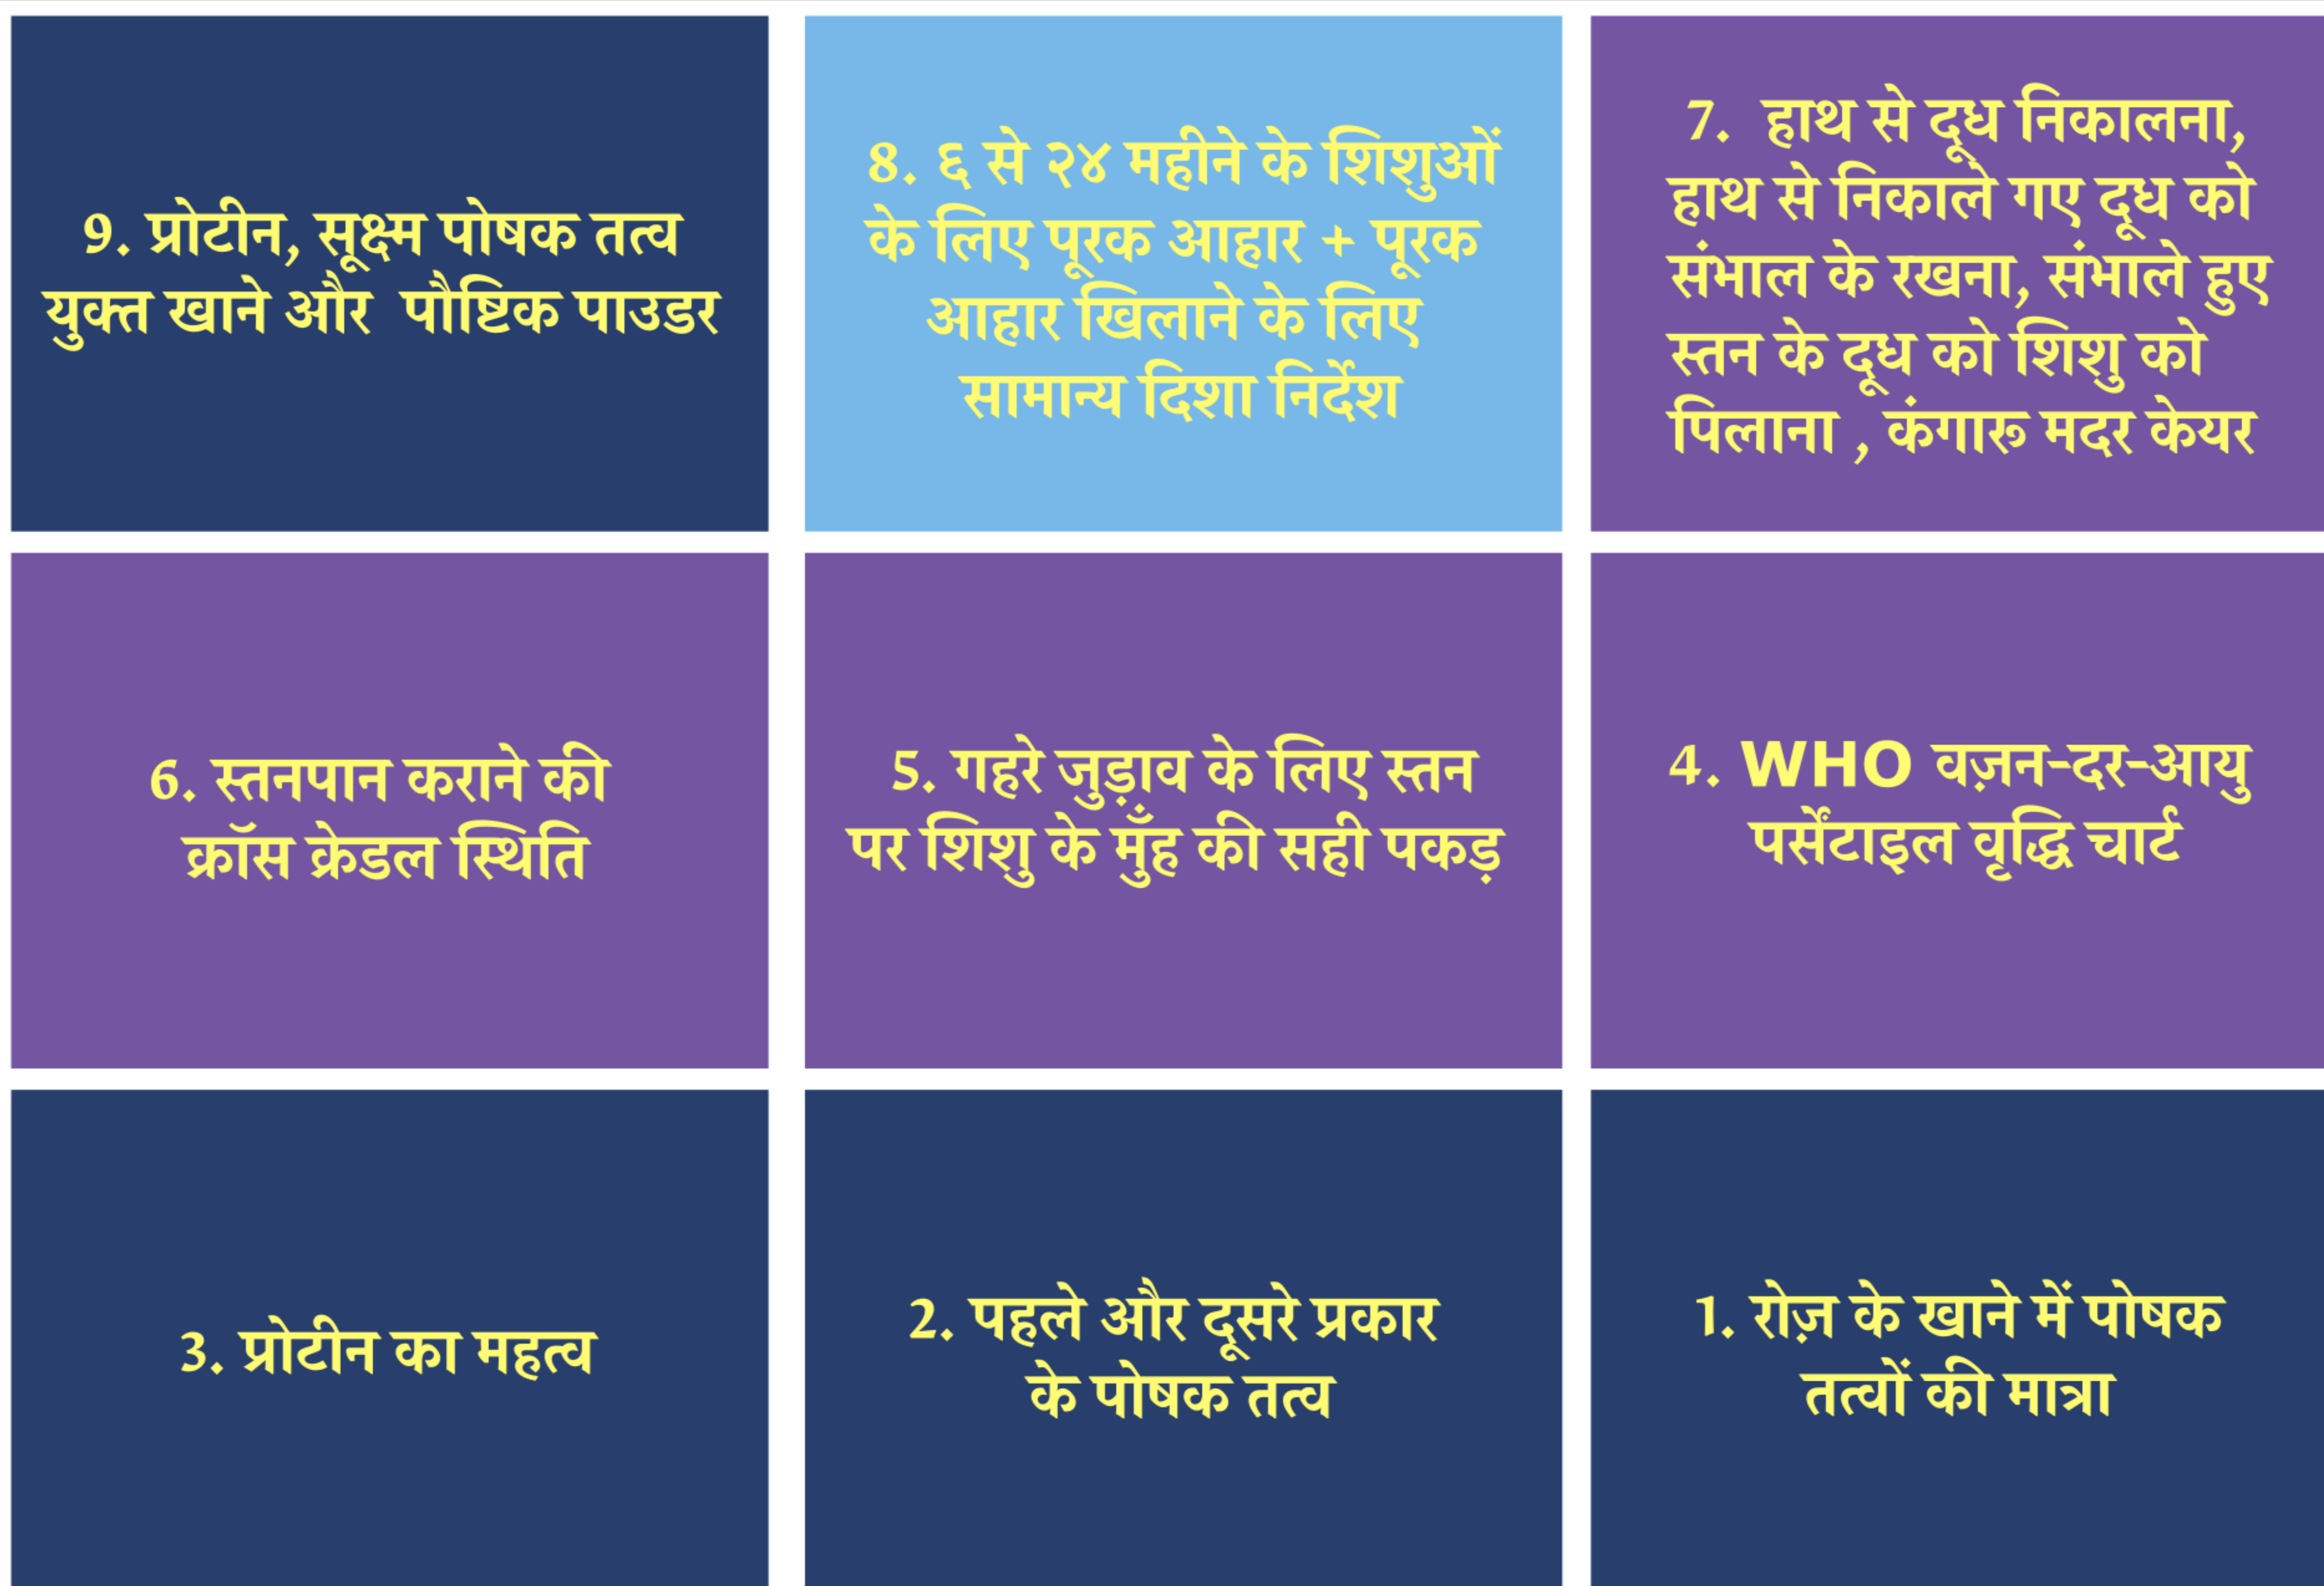 9. प्रोटीन, सूक्ष्म पोषक तत्व
युक्त खाने और पौष्टिक पाउडर
8. ६ से २४ महीने के शिशुओं
के लिए पूरक आहार + पूरक
आहार खिलाने के लिए
सामान्य दिशा निर्देश
7. हाथ से दूध निकालना,
हाथ से निकाले गएदूध को
संभाल के रखना, संभाले हुए
स्तन के दूध को शिशु को
पिलाना , कंगारु मदर केयर
6. स्तनपान कराने की
क्रॉस क्रेडल स्थिति
5. गहरे जुड़ाव के लिए स्तन
पर शिशु के मुँह की सही पकड़
4. WHO वज़न-दर-आयु
पर्सेंटाइल वृद्धि चार्ट
3. प्रोटीन का महत्व
2. पहले और दूसरे प्रकार
के पोषक तत्व
1. रोज़ के खाने में पोषक
तत्वों की मात्रा